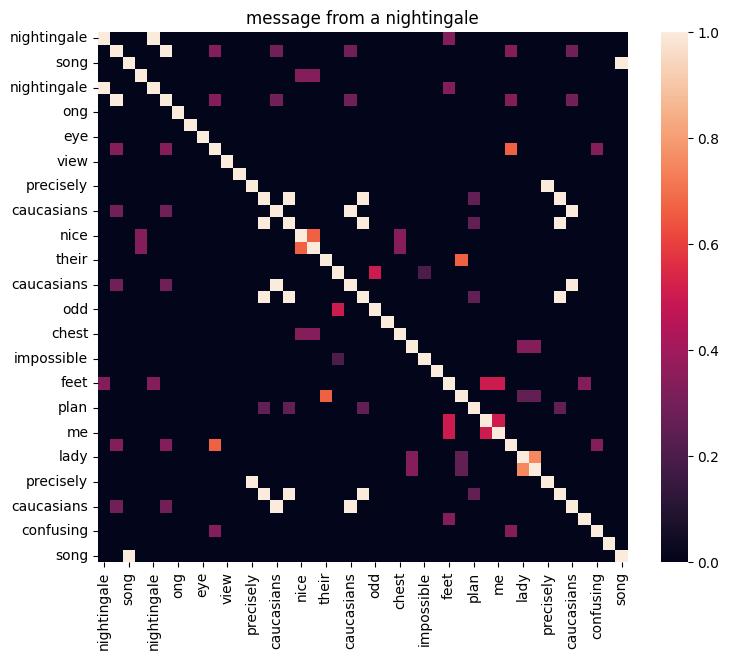 message from a nightingale
nightingale
song
nightingale
ong
eye
view
precisely
caucasians
nice
their
caucasians
odd
chest
impossible
feet
plan
me
lady
precisely
caucasians
confusing
song
1.0
0.8
0.6
0.4
0.2
0.0
nightingale
song
nightingale
ong
eye
view
precisely
caucasians
nice
their
caucasians
odd
chest
impossible
feet
plan
me
lady
precisely
caucasians
confusing
song